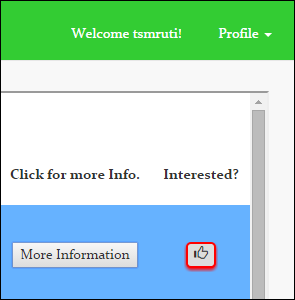 Welcome tsmruti! Profile
Click for more Info. Interested?
More Information